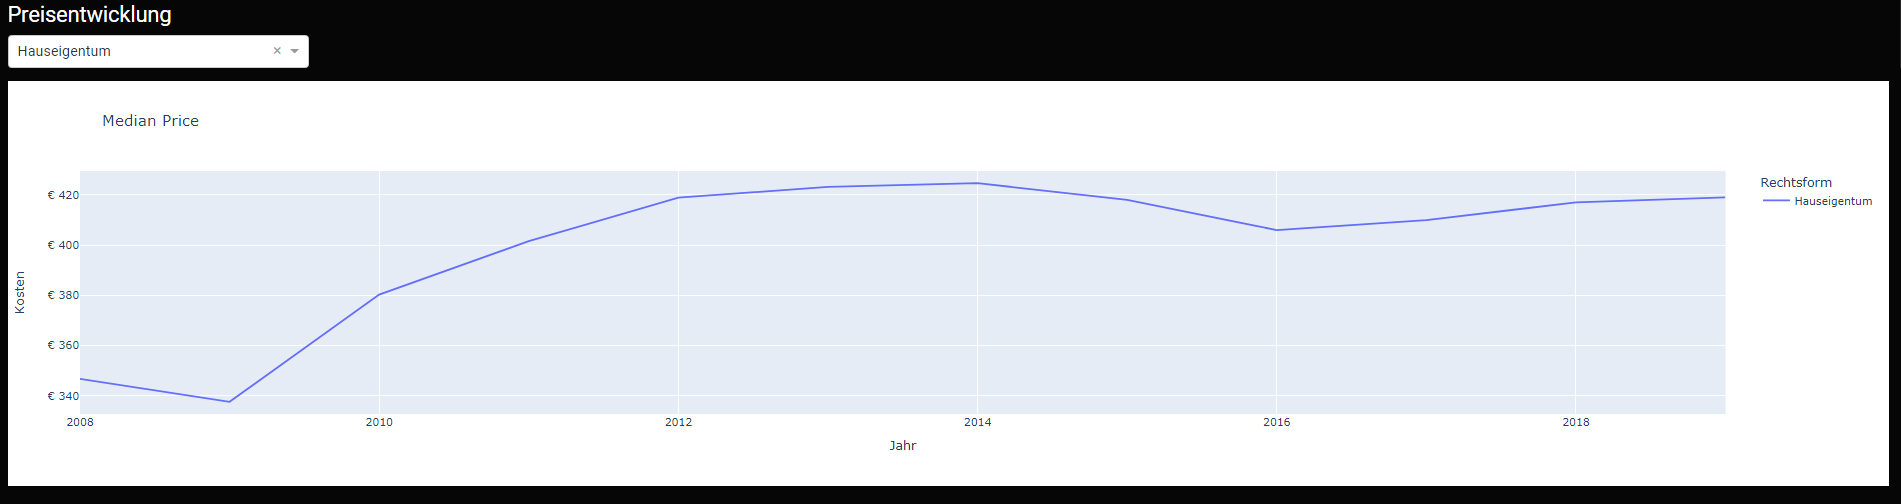 Preisentwicklung
Hauseigentum
Median Price
€ 420
€ 400
€ 380
€ 360
€ 340
Kosten
2008 2010 2012 2014 2016 2018
Jahr
Rechtsform
Hauseigentum